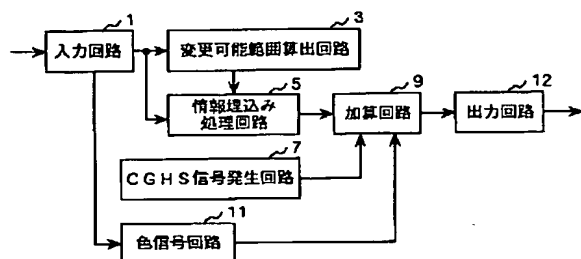 1
入力回路
3
変更可能範囲算出回路
5
情報埋込み
処理回路
9
加算回路
12
出力回路
7
CGHS信号発生回路
11
色信号回路